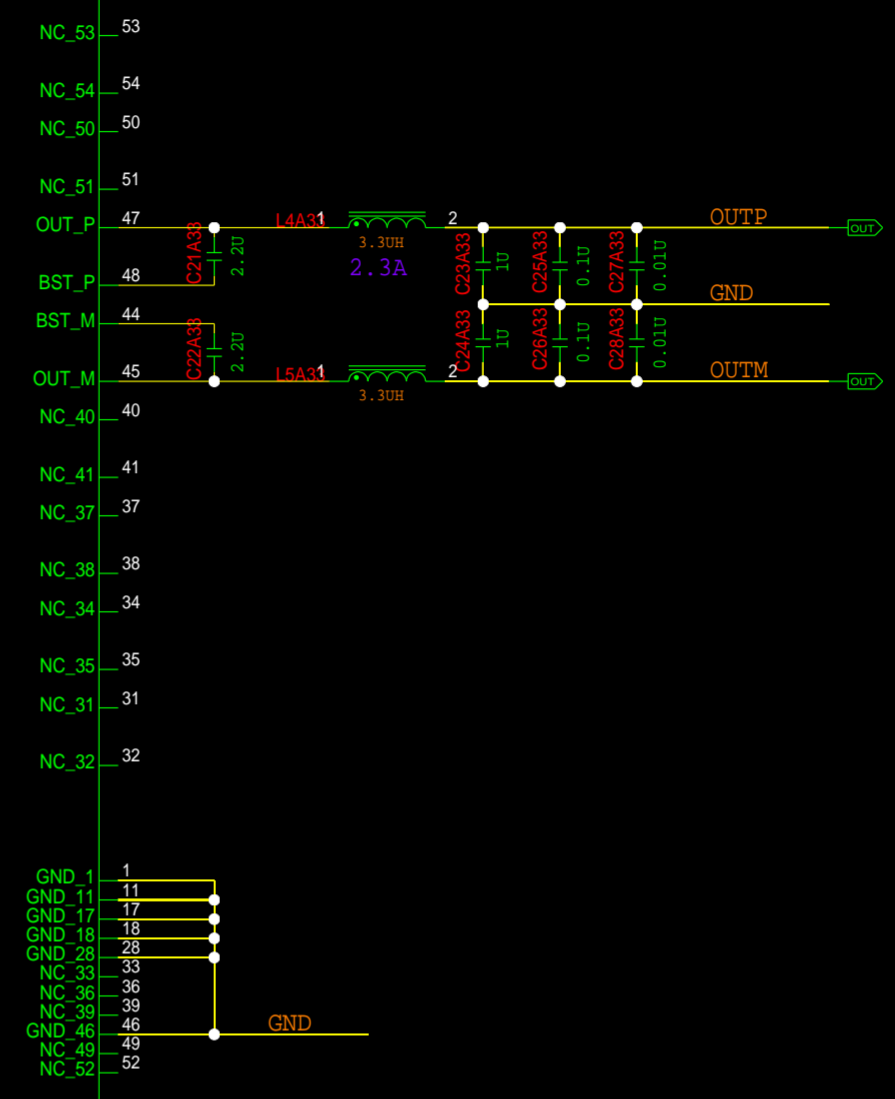 NC_53 53
NC_54 54
NC_50 50
NC_51 51
OUT_P 47 L4A33 1 2 OUTP OUT
C21A33 2.2U
3.3UH
2.3A
C23A33 1U C25A33 0.1U C27A33 0.01U
BST_P 48
GND
BST_M 44
C22A33 2.2U
C24A33 1U C26A33 0.1U C28A33 0.01U
OUT_M 45 L5A33 1 2 OUTM OUT
3.3UH
NC_40 40
NC_41 41
NC_37 37
NC_38 38
NC_34 34
NC_35 35
NC_31 31
NC_32 32
GND_1 1
GND_11 11
GND_17 17
GND_18 18
GND_28 28
NC_33 33
NC_36 36
NC_39 39
GND_46 46 GND
NC_49 49
NC_52 52